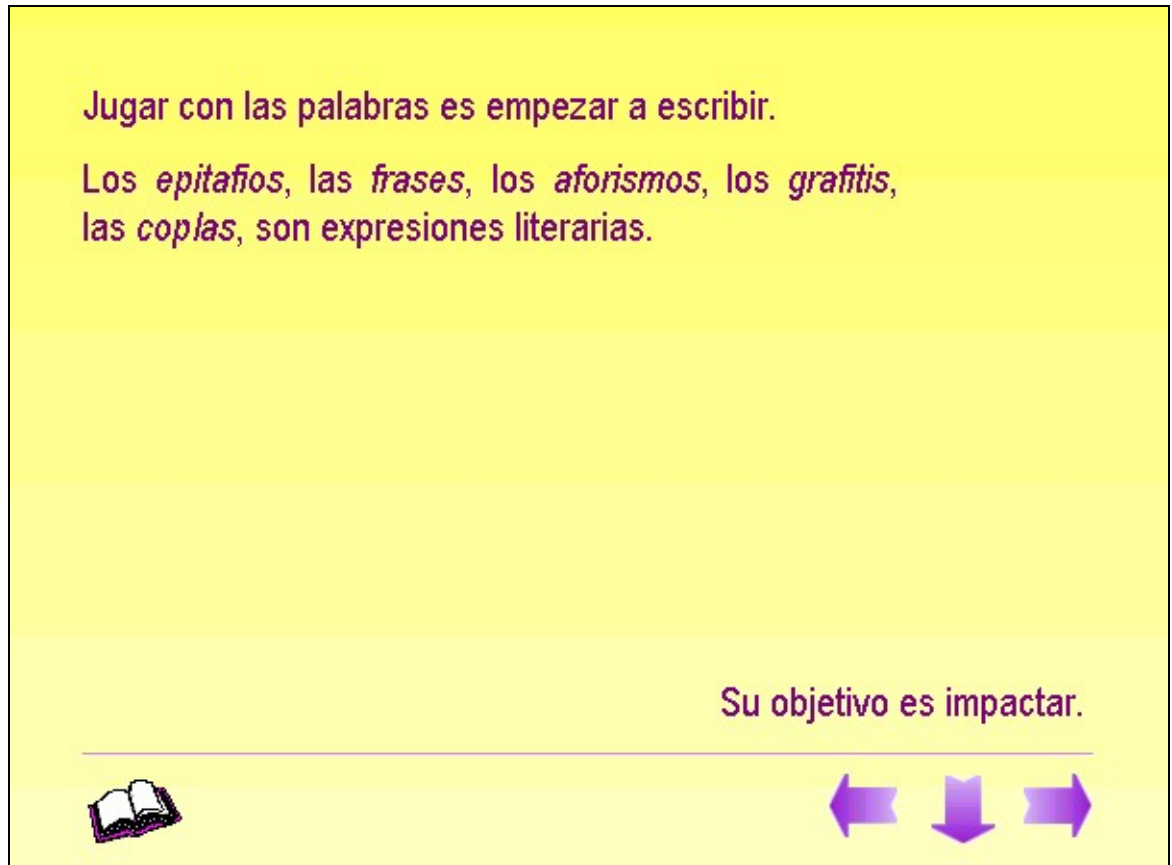 Jugar con las palabras es empezar a escribir.
Los epitafios, las frases, los aforismos, los grafitis,
las coplas, son expresiones literarias.
Su objetivo es impactar.